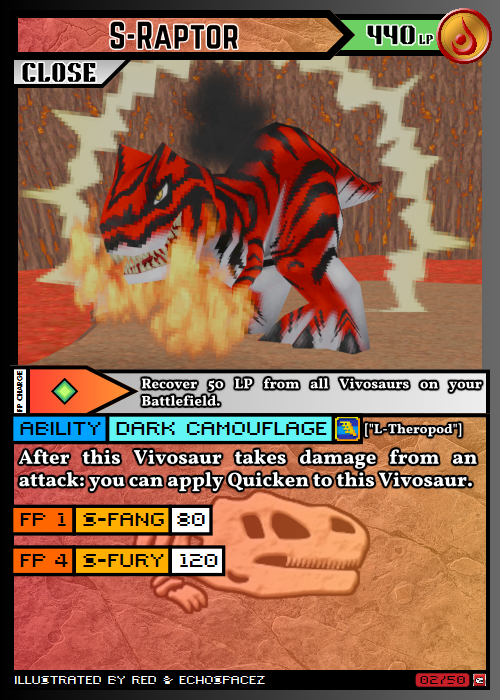 S-Raptor
440 LP
CLOSE
FP CHARGE
Recover 50 LP from all Vivosaurs on your
Battlefield.
ABILITY DARK CAMOUFLAGE ["L-Theropod"]
After this Vivosaur takes damage from an
attack: you can apply Quicken to this Vivosaur.
FP 1 S-FANG 80
FP 4 S-FURY 120
ILLUSTRATED BY RED & ECHOSPACEZ
02/50